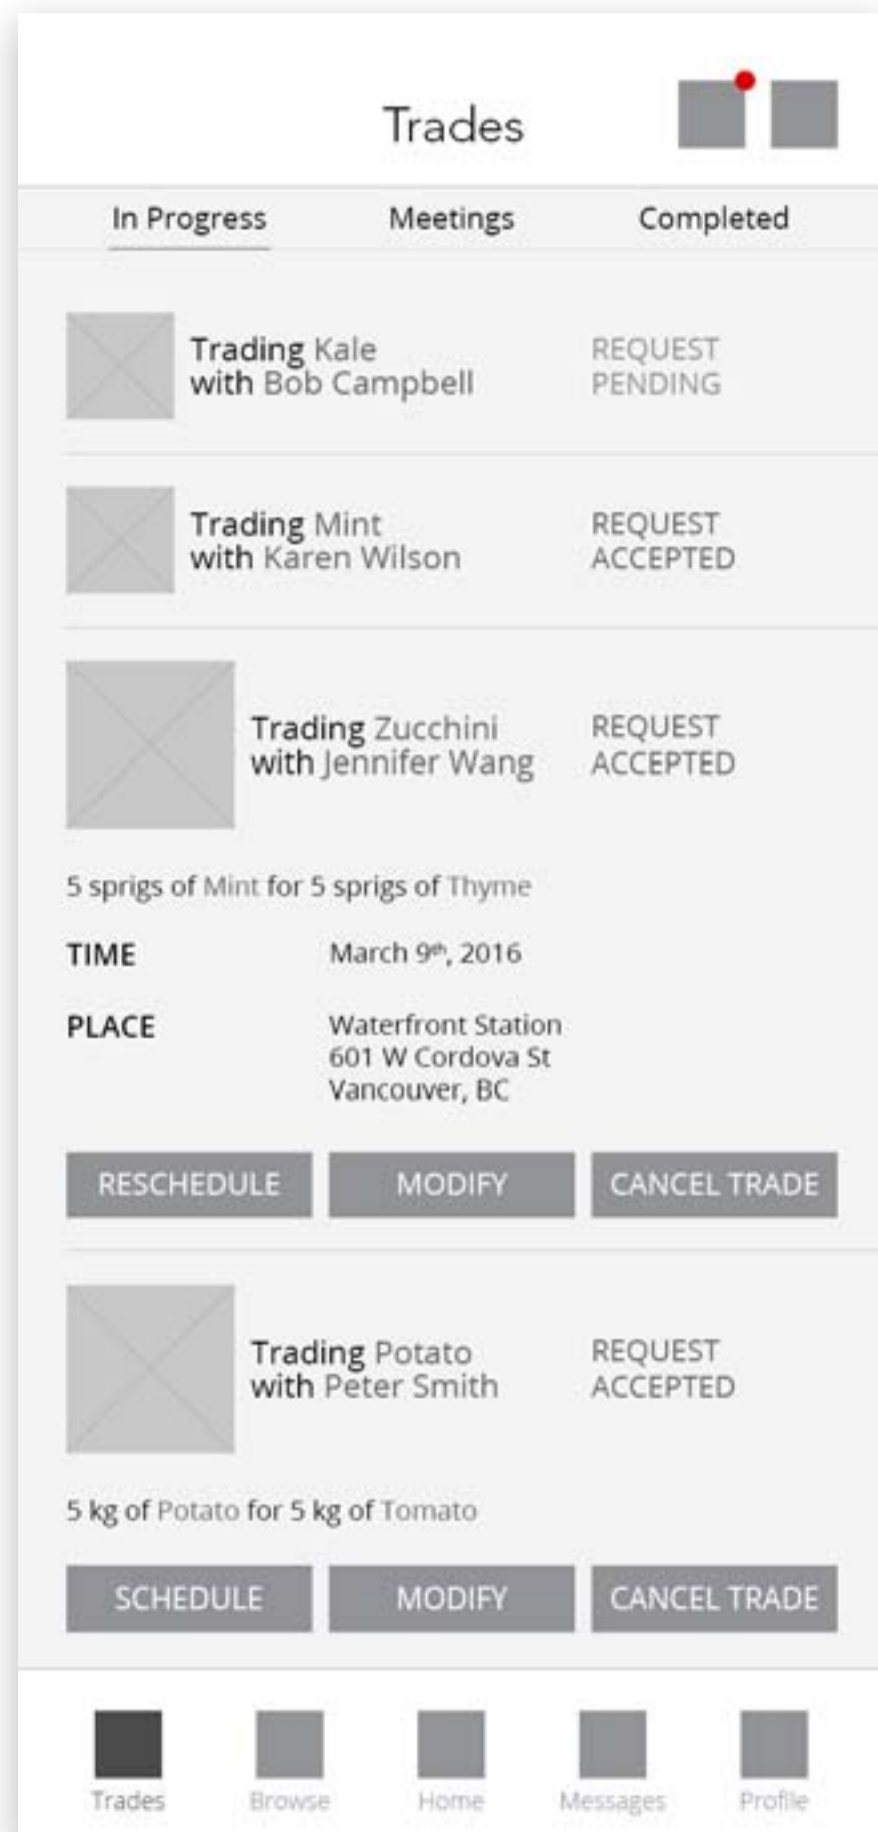 Trades
In Progress Meetings Completed
Trading Kale
with Bob Campbell
REQUEST
PENDING
Trading Mint
with Karen Wilson
REQUEST
ACCEPTED
Trading Zucchini
with Jennifer Wang
REQUEST
ACCEPTED
5 sprigs of Mint for 5 sprigs of Thyme
TIME March 9th, 2016
PLACE Waterfront Station
601 W Cordova St
Vancouver, BC
RESCHEDULE MODIFY CANCEL TRADE
Trading Potato
with Peter Smith
REQUEST
ACCEPTED
5 kg of Potato for 5 kg of Tomato
SCHEDULE MODIFY CANCEL TRADE
Trades Browse Home Messages Profile